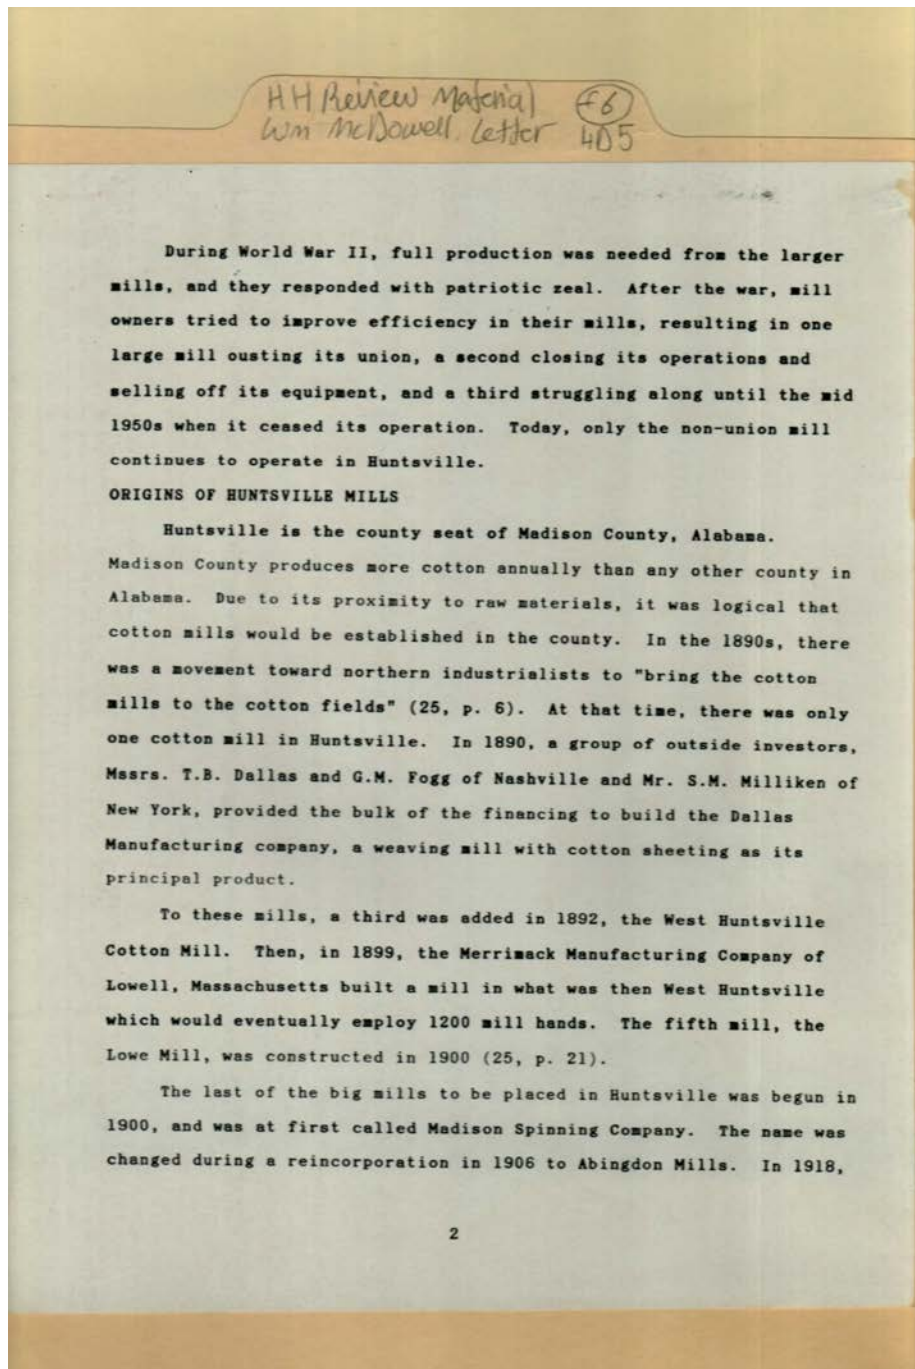 HH Review Material f6
Wm McDowell Letter 4D5
During World War II, full production was needed from the larger
mills, and they responded with patriotic zeal. After the war, mill
owners tried to improve efficiency in their mills, resulting in one
large mill ousting its union, a second closing its operations and
selling off its equipment, and a third struggling along until the mid
1950s when it ceased its operation. Today, only the non-union mill
continues to operate in Huntsville.
ORIGINS OF HUNTSVILLE MILLS
Huntsville is the county seat of Madison County, Alabama.
Madison County produces more cotton annually than any other county in
Alabama. Due to its proximity to raw materials, it was logical that
cotton mills would be established in the county. In the 1890s, there
was a movement toward northern industrialists to "bring the cotton
mills to the cotton fields" (25, p. 6). At that time, there was only
one cotton mill in Huntsville. In 1890, a group of outside investors,
Mssrs. T.B. Dallas and G.M. Fogg of Nashville and Mr. S.M. Milliken of
New York, provided the bulk of the financing to build the Dallas
Manufacturing company, a weaving mill with cotton sheeting as its
principal product.
To these mills, a third was added in 1892, the West Huntsville
Cotton Mill. Then, in 1899, the Merrimack Manufacturing Company of
Lowell, Massachusetts built a mill in what was then West Huntsville
which would eventually employ 1200 mill hands. The fifth mill, the
Lowe Mill, was constructed in 1900 (25, p. 21).
The last of the big mills to be placed in Huntsville was begun in
1900, and was at first called Madison Spinning Company. The name was
changed during a reincorporation in 1906 to Abingdon Mills. In 1918,
2